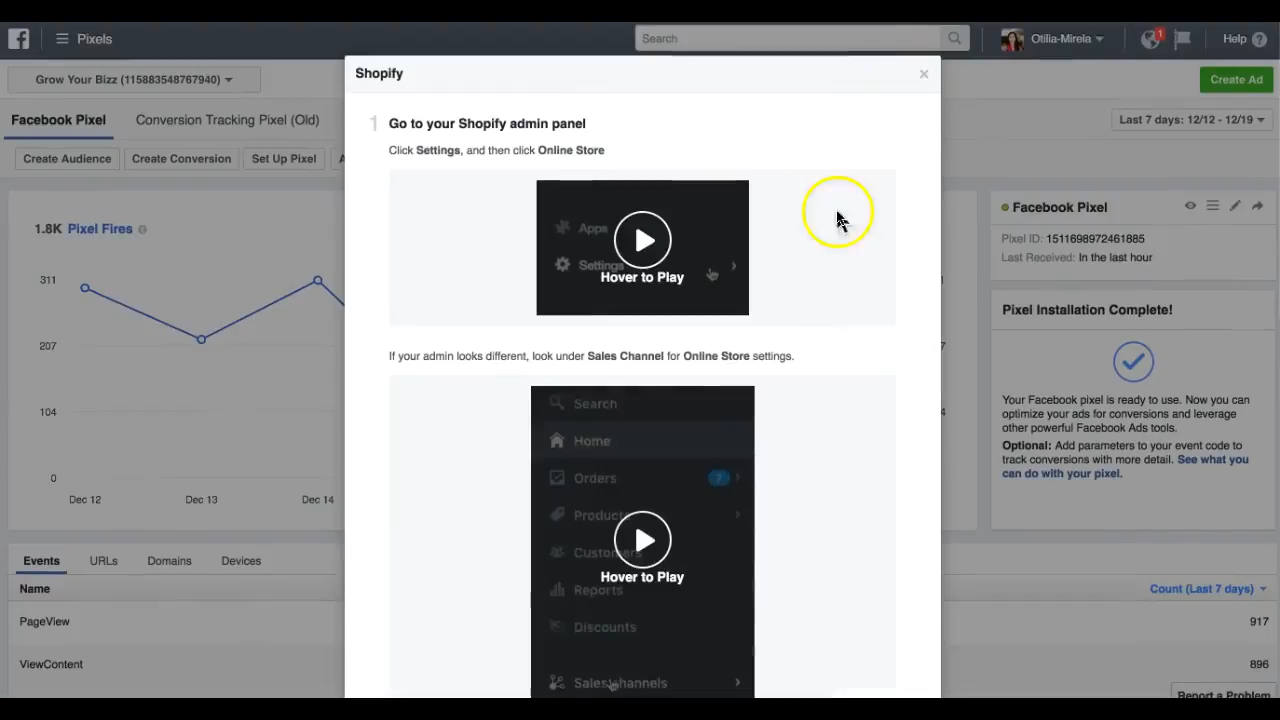 Pixels
Search
Otilia-Mirela
1
Help
Grow Your Bizz (115883548767940)
Create Ad
Facebook Pixel
Conversion Tracking Pixel (Old)
Last 7 days: 12/12 - 12/19
Create Audience
Create Conversion
Set Up Pixel
A
1.8K Pixel Fires
311
207
104
0
Dec 12
Dec 13
Dec 14
Shopify
1 Go to your Shopify admin panel
Click Settings, and then click Online Store
Apps
Settings
Hover to Play
If your admin looks different, look under Sales Channel for Online Store settings.
Search
Home
Orders
7
Products
Customers
Hover to Play
Reports
Discounts
Sales channels
Facebook Pixel
Pixel ID: 1511698972461885
Last Received: In the last hour
Pixel Installation Complete!
Your Facebook pixel is ready to use. Now you can
optimize your ads for conversions and leverage
other powerful Facebook Ads tools.
Optional: Add parameters to your event code to
track conversions with more detail. See what you
can do with your pixel.
Events
URLs
Domains
Devices
Name
Count (Last 7 days)
PageView
917
ViewContent
896
Report a Problem